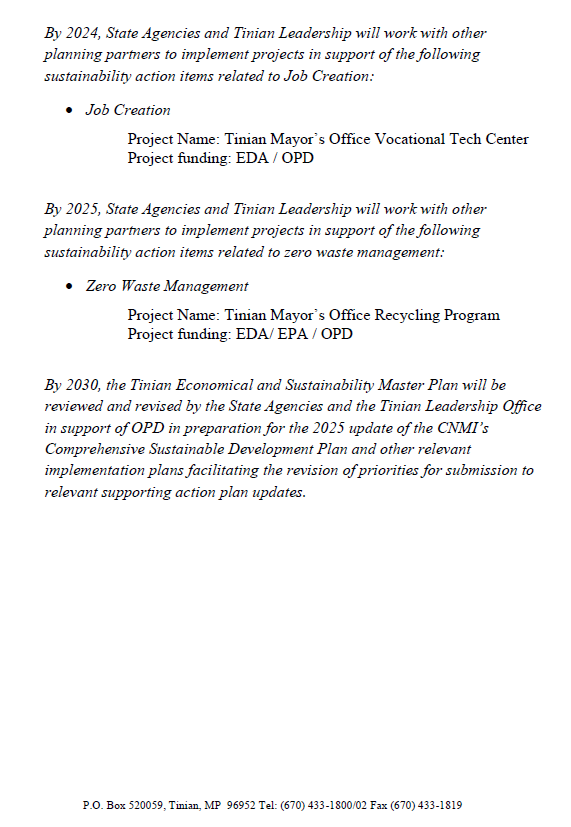 By 2024, State Agencies and Tinian Leadership will work with other
planning partners to implement projects in support of the following
sustainability action items related to Job Creation:
• Job Creation
Project Name: Tinian Mayor's Office Vocational Tech Center
Project funding: EDA / OPD
By 2025, State Agencies and Tinian Leadership will work with other
planning partners to implement projects in support of the following
sustainability action items related to zero waste management:
• Zero Waste Management
Project Name: Tinian Mayor's Office Recycling Program
Project funding: EDA/ EPA / OPD
By 2030, the Tinian Economical and Sustainability Master Plan will be
reviewed and revised by the State Agencies and the Tinian Leadership Office
in support of OPD in preparation for the 2025 update of the CNMI's
Comprehensive Sustainable Development Plan and other relevant
implementation plans facilitating the revision of priorities for submission to
relevant supporting action plan updates.
P.O. Box 520059, Tinian, MP 96952 Tel: (670) 433-1800/02 Fax (670) 433-1819